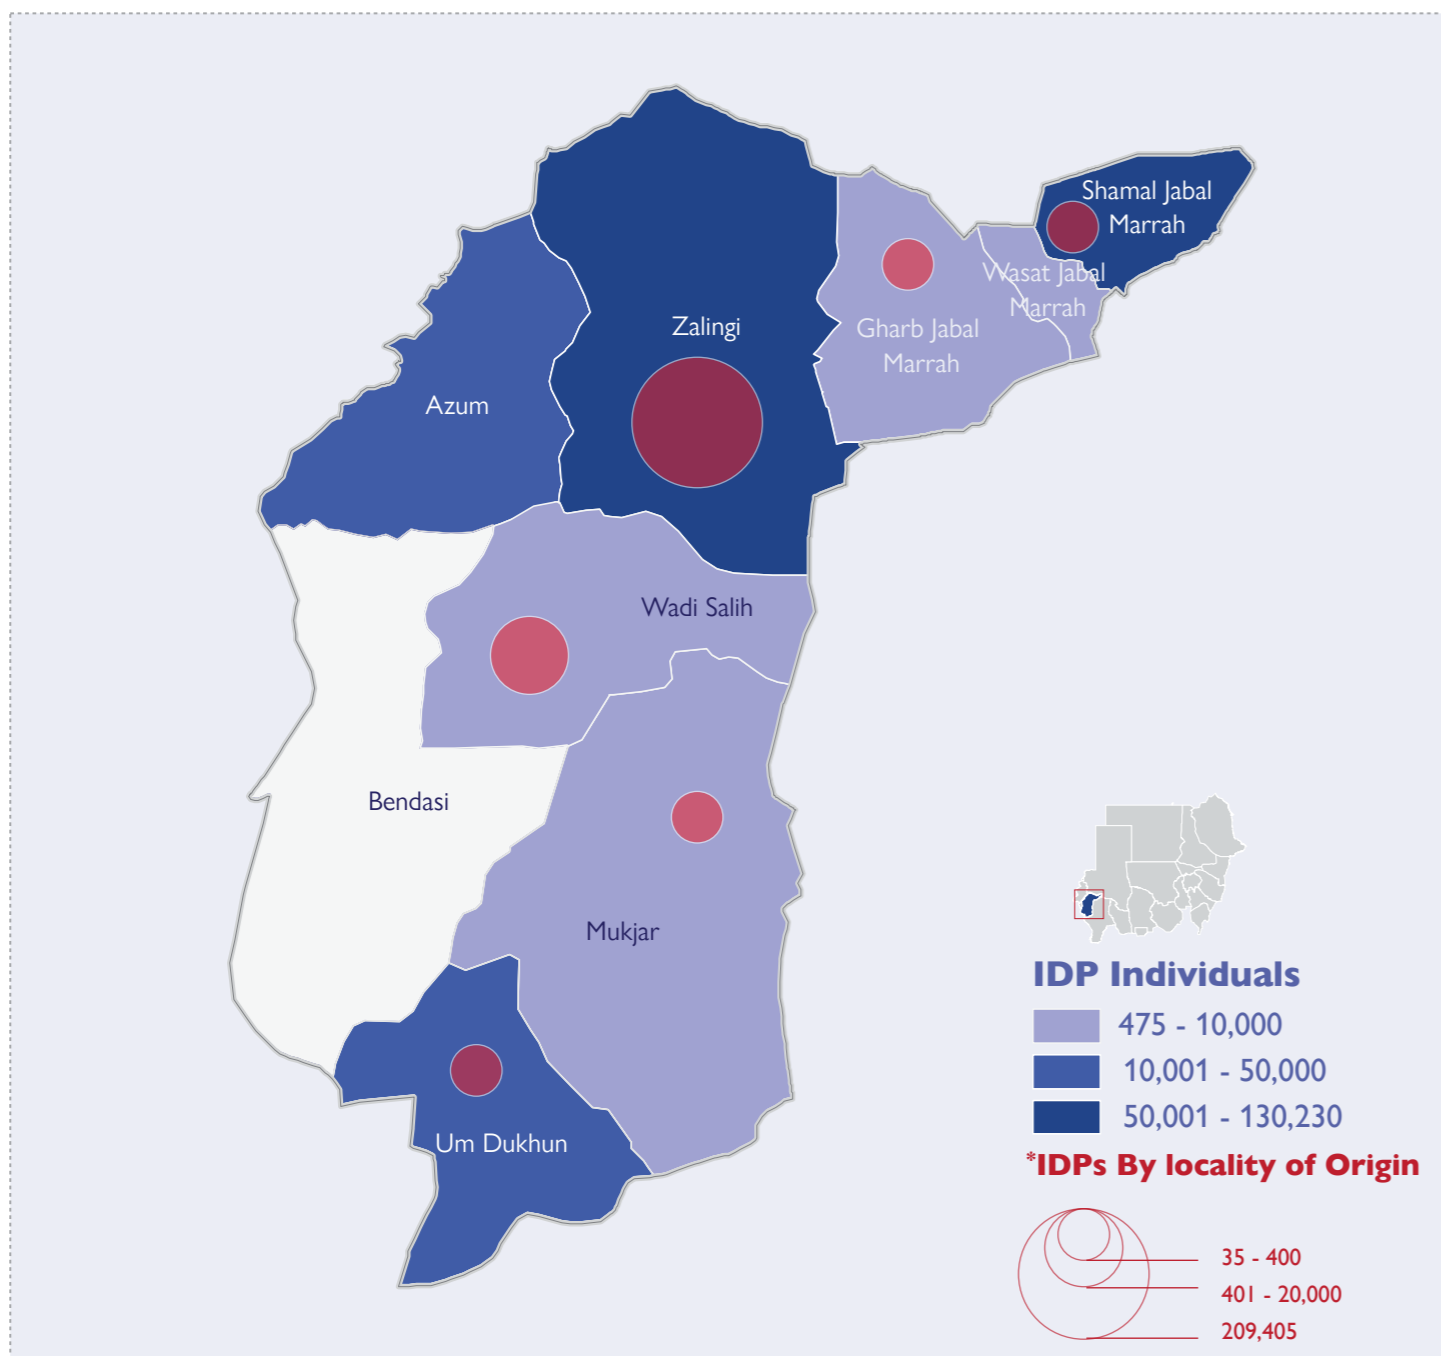 Shamal Jabal
Marrah
Wasat Jabal
Marrah
Zalingi
Gharb Jabal
Marrah
Azum
Wadi Salih
Bendasi
Mukjar
Um Dukhun
IDP Individuals
475 - 10,000
10,001 - 50,000
50,001 - 130,230
*IDPs By locality of Origin
35 - 400
401 - 20,000
209,405